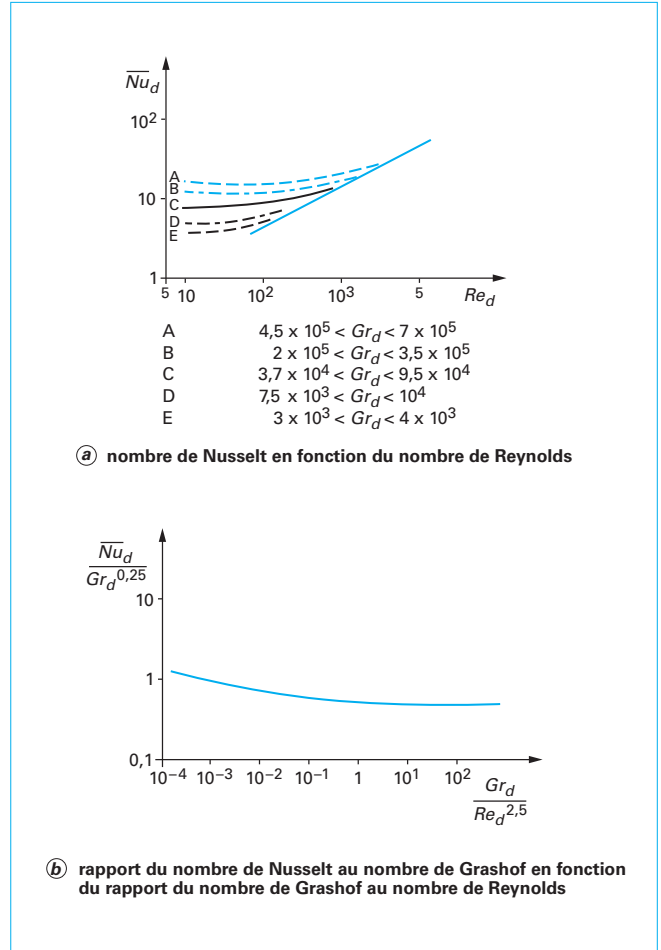 Nu_d
10²
A
B
10
C
D
E
1
5 10 10² 10³ 5 Re_d
A 4,5 x 10⁵ < Gr_d < 7 x 10⁵
B 2 x 10⁵ < Gr_d < 3,5 x 10⁵
C 3,7 x 10⁴ < Gr_d < 9,5 x 10⁴
D 7,5 x 10³ < Gr_d < 10⁴
E 3 x 10³ < Gr_d < 4 x 10³
a nombre de Nusselt en fonction du nombre de Reynolds
Nu_d
Gr_d^0,25
10
1
0,1
10⁻⁴ 10⁻³ 10⁻² 10⁻¹ 1 10¹ 10²
Gr_d
Re_d^2,5
b rapport du nombre de Nusselt au nombre de Grashof en fonction
du rapport du nombre de Grashof au nombre de Reynolds